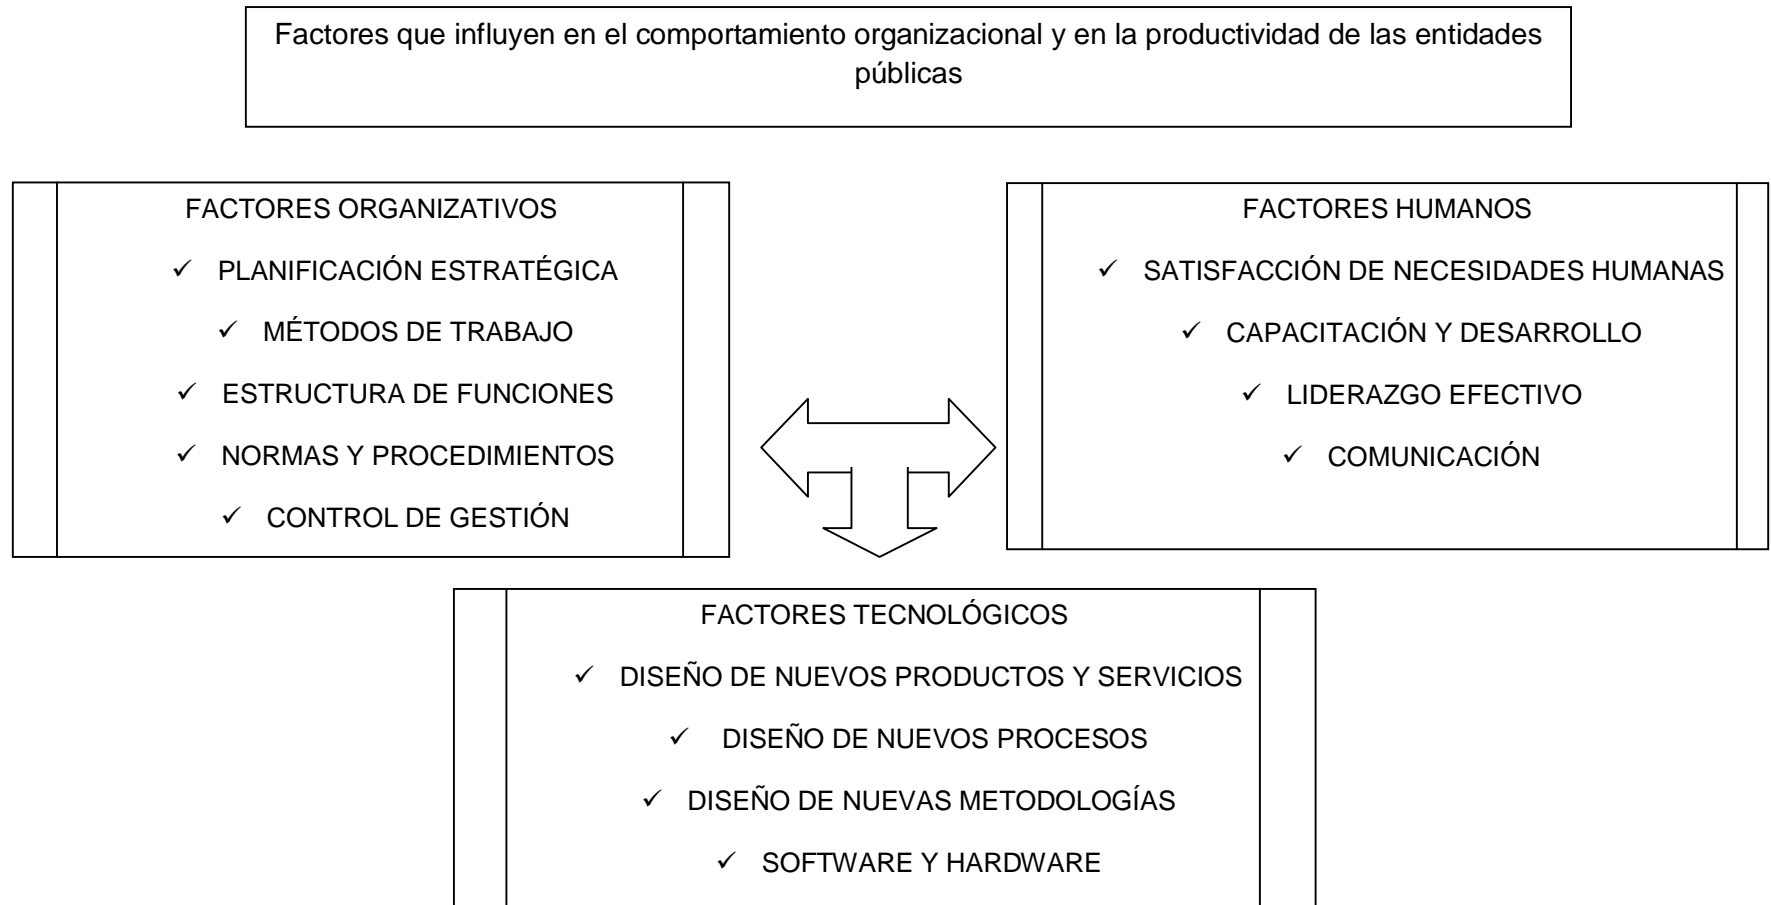 Factores que influyen en el comportamiento organizacional y en la productividad de las entidades
públicas
FACTORES ORGANIZATIVOS
✓ PLANIFICACIÓN ESTRATÉGICA
✓ MÉTODOS DE TRABAJO
✓ ESTRUCTURA DE FUNCIONES
✓ NORMAS Y PROCEDIMIENTOS
✓ CONTROL DE GESTIÓN
FACTORES HUMANOS
✓ SATISFACCIÓN DE NECESIDADES HUMANAS
✓ CAPACITACIÓN Y DESARROLLO
✓ LIDERAZGO EFECTIVO
✓ COMUNICACIÓN
FACTORES TECNOLÓGICOS
✓ DISEÑO DE NUEVOS PRODUCTOS Y SERVICIOS
✓ DISEÑO DE NUEVOS PROCESOS
✓ DISEÑO DE NUEVAS METODOLOGÍAS
✓ SOFTWARE Y HARDWARE